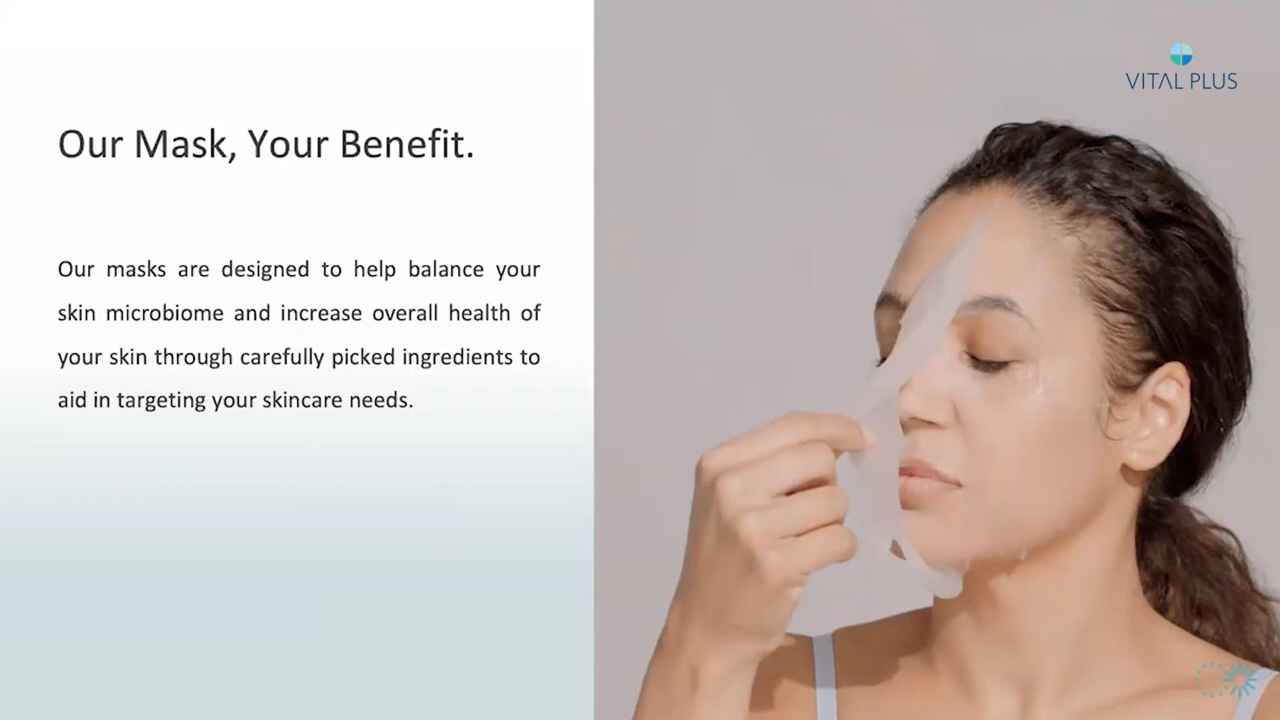 VITAL PLUS
Our Mask, Your Benefit.
Our masks are designed to help balance your
skin microbiome and increase overall health of
your skin through carefully picked ingredients to
aid in targeting your skincare needs.